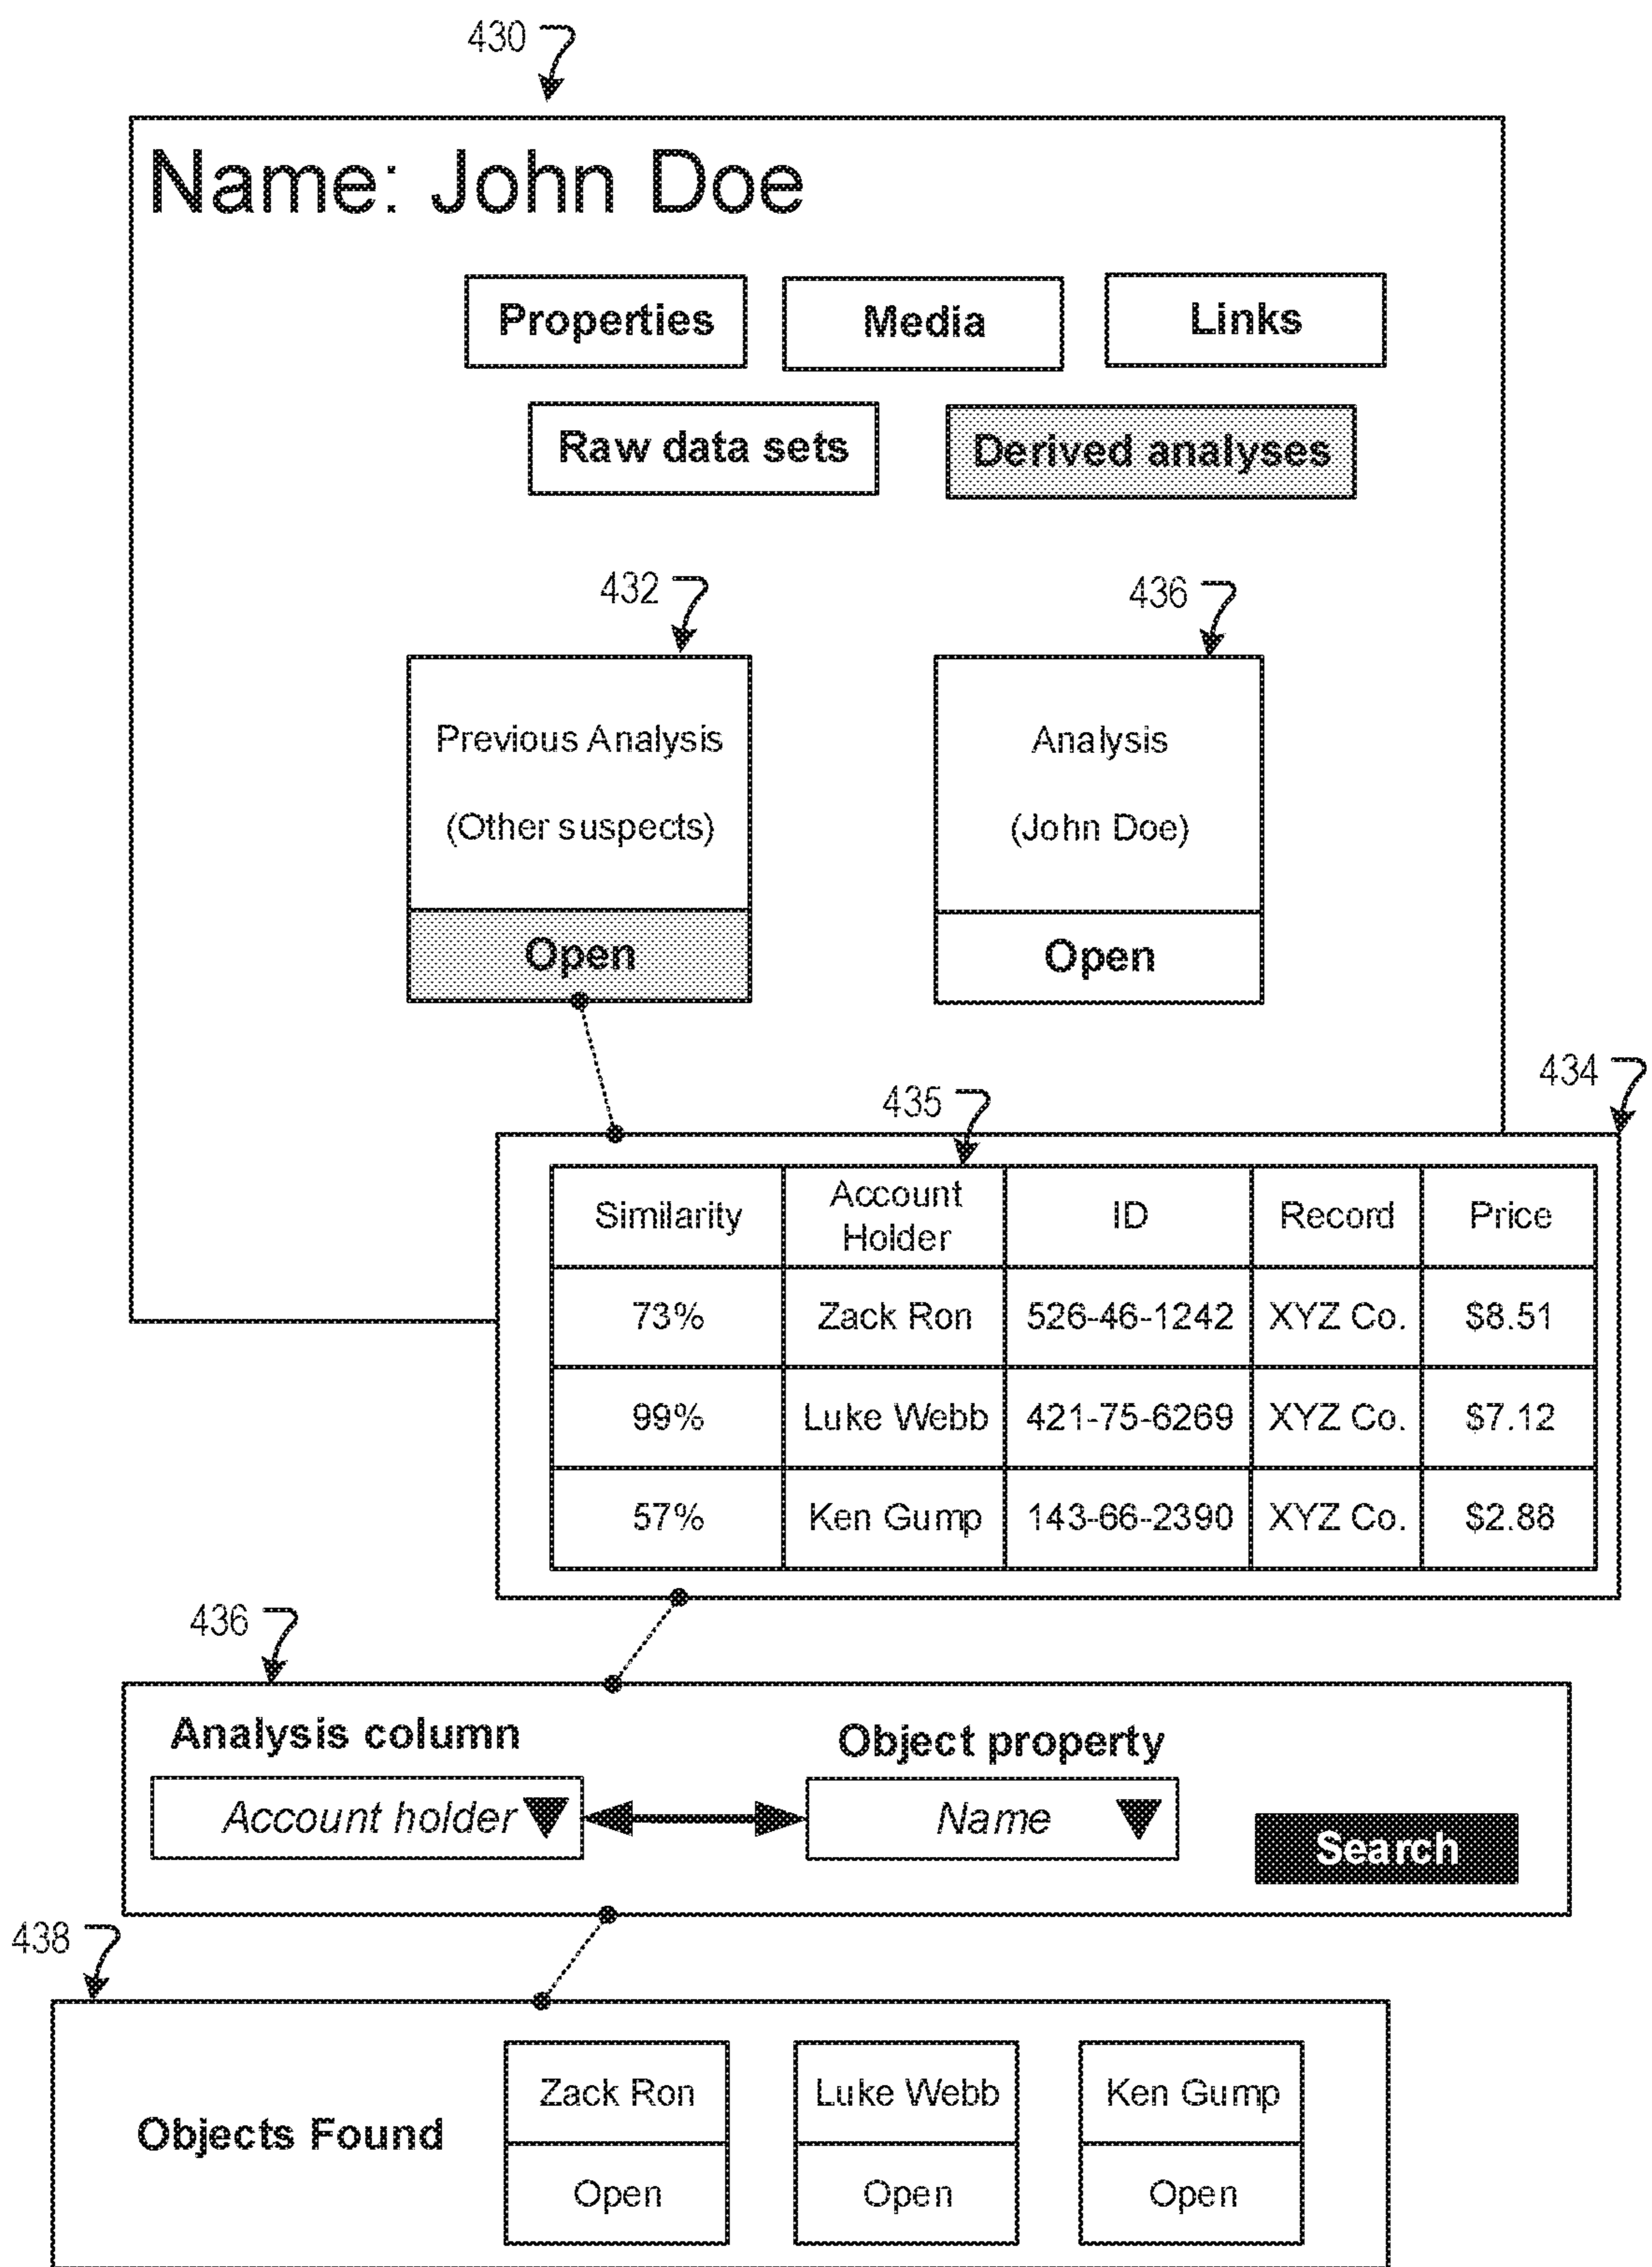 430
Name: John Doe
Properties
Media
Links
Raw data sets
Derived analyses
432
436
Previous Analysis
(Other suspects)
Open
Analysis
(John Doe)
Open
434
435
Similarity
Account
Holder
ID
Record
Price
73%
Zack Ron
526-46-1242
XYZ Co.
$8.51
99%
Luke Webb
421-75-6269
XYZ Co.
$7.12
57%
Ken Gump
143-66-2390
XYZ Co.
$2.88
436
Analysis column
Object property
Account holder
Name
Search
438
Objects Found
Zack Ron
Open
Luke Webb
Open
Ken Gump
Open